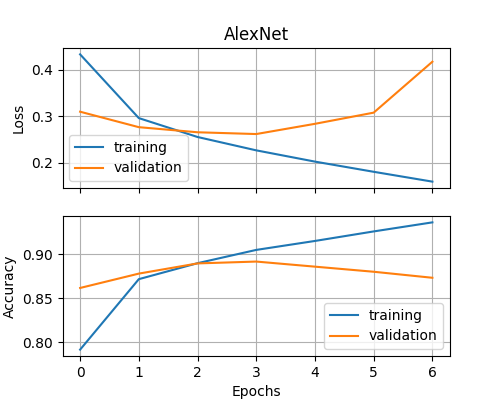 AlexNet
0.4
0.3
0.2
Loss
training
validation
0.90
0.85
0.80
Accuracy
training
validation
0 1 2 3 4 5 6
Epochs